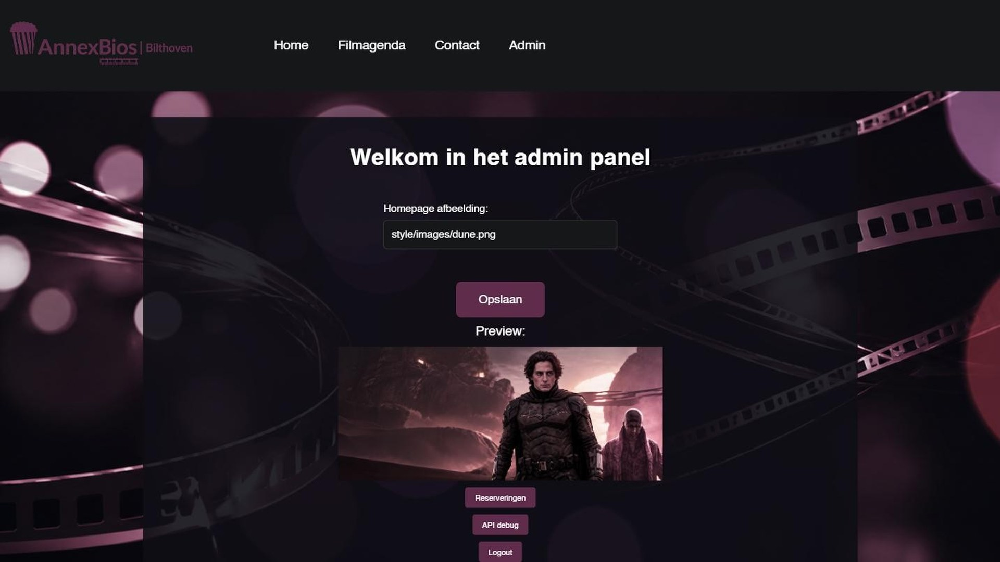 AnnexBios | Bilthoven
Home Filmagenda Contact Admin
Welkom in het admin panel
Homepage afbeelding:
style/images/dune.png
Opslaan
Preview:
Reserveringen
API debug
Logout